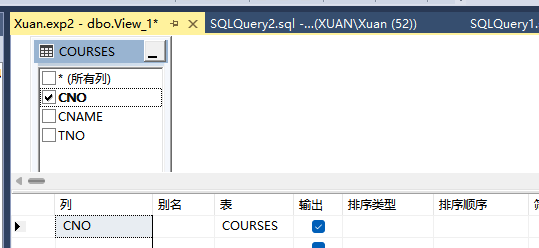 Xuan.exp2 - dbo.View_1*
SQLQuery2.sql -...(XUAN\Xuan (52))
SQLQuery1.
COURSES
* (所有列)
CNO
CNAME
TNO
列 别名 表 输出 排序类型 排序顺序
CNO COURSES